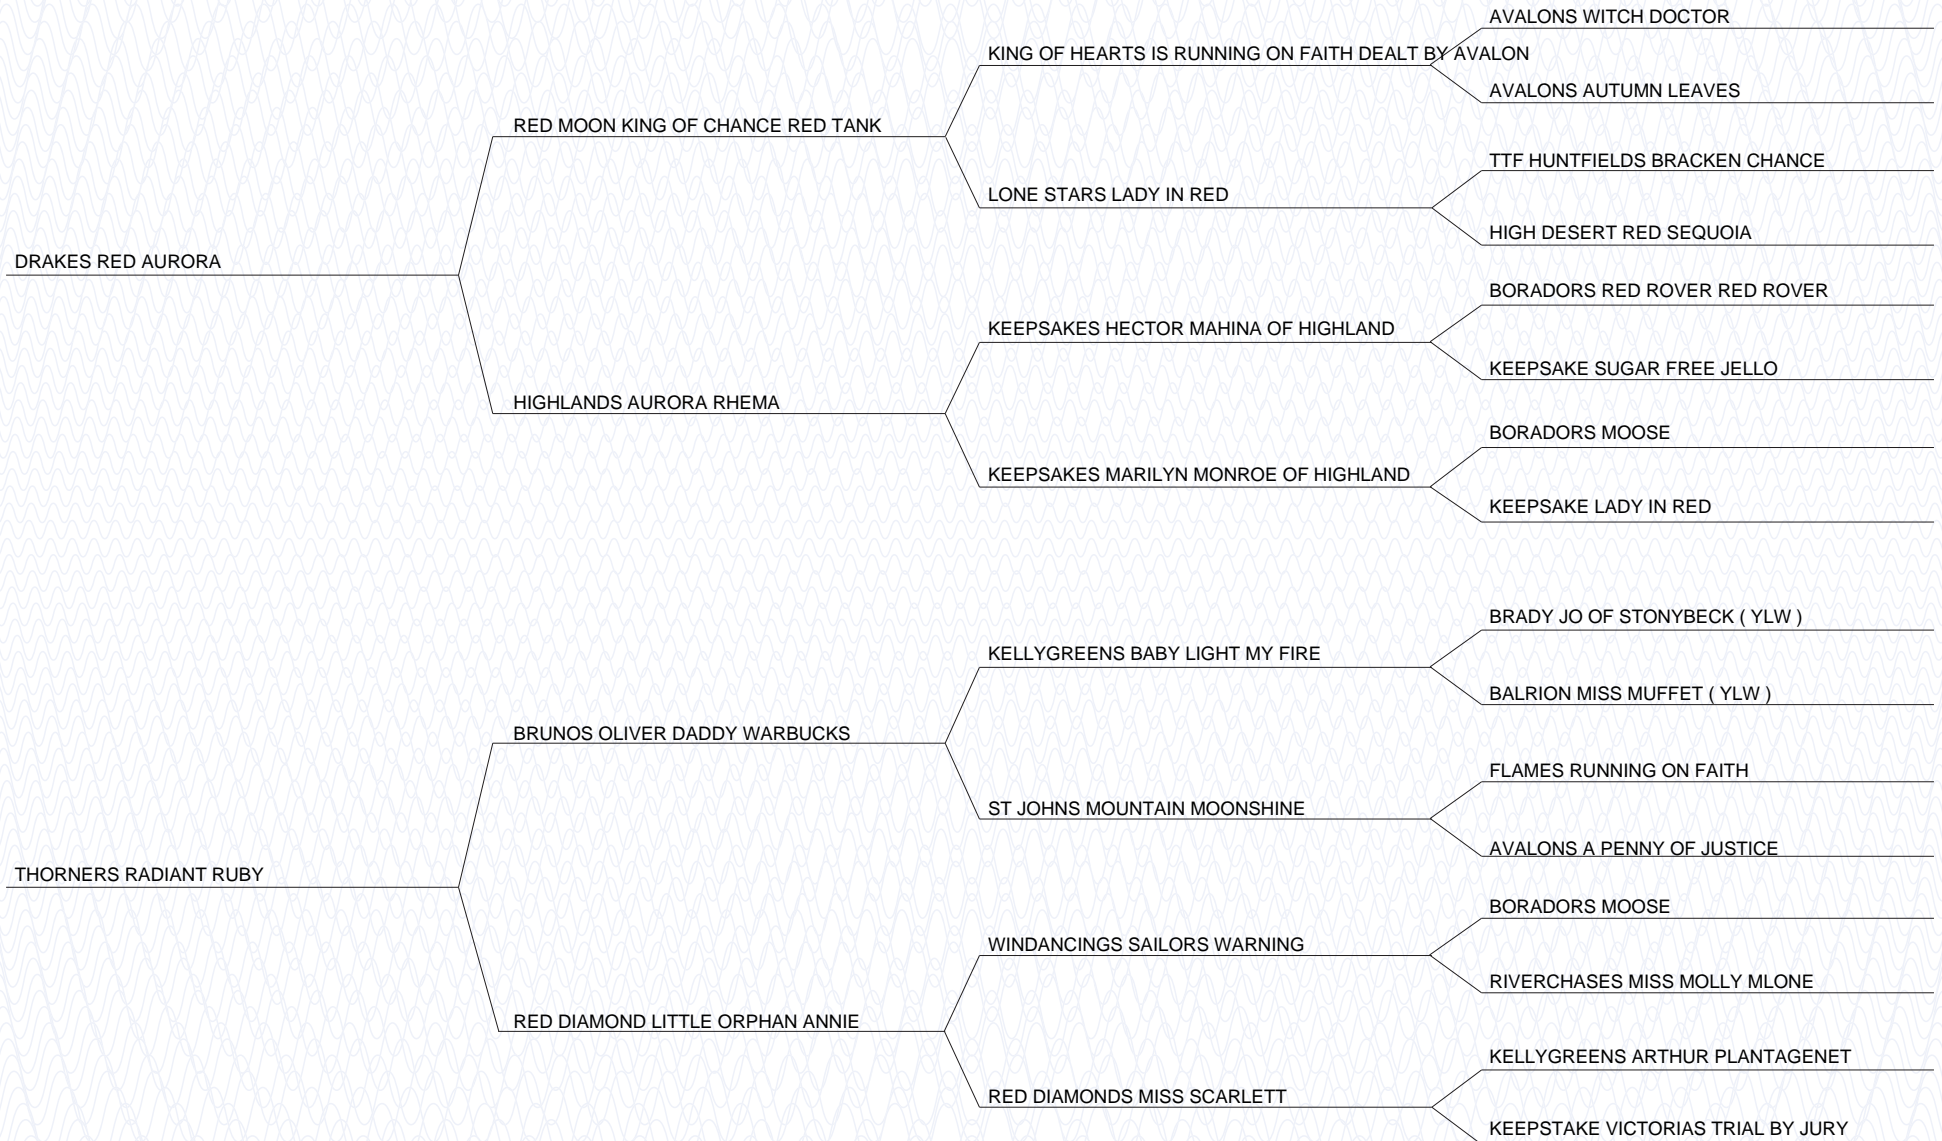 AVALONS WITCH DOCTOR
KING OF HEARTS IS RUNNING ON FAITH DEALT BY AVALON
AVALONS AUTUMN LEAVES
RED MOON KING OF CHANCE RED TANK
TTF HUNTFIELDS BRACKEN CHANCE
LONE STARS LADY IN RED
HIGH DESERT RED SEQUOIA
DRAKES RED AURORA
BORADORS RED ROVER RED ROVER
KEEPSAKES HECTOR MAHINA OF HIGHLAND
KEEPSAKE SUGAR FREE JELLO
HIGHLANDS AURORA RHEMA
BORADORS MOOSE
KEEPSAKES MARILYN MONROE OF HIGHLAND
KEEPSAKE LADY IN RED
BRADY JO OF STONYBECK ( YLW )
KELLYGREENS BABY LIGHT MY FIRE
BALRION MISS MUFFET ( YLW )
BRUNOS OLIVER DADDY WARBUCKS
FLAMES RUNNING ON FAITH
ST JOHNS MOUNTAIN MOONSHINE
AVALONS A PENNY OF JUSTICE
THORNERS RADIANT RUBY
BORADORS MOOSE
WINDANCINGS SAILORS WARNING
RIVERCHASES MISS MOLLY MLONE
RED DIAMOND LITTLE ORPHAN ANNIE
KELLYGREENS ARTHUR PLANTAGENET
RED DIAMONDS MISS SCARLETT
KEEPSTAKE VICTORIAS TRIAL BY JURY